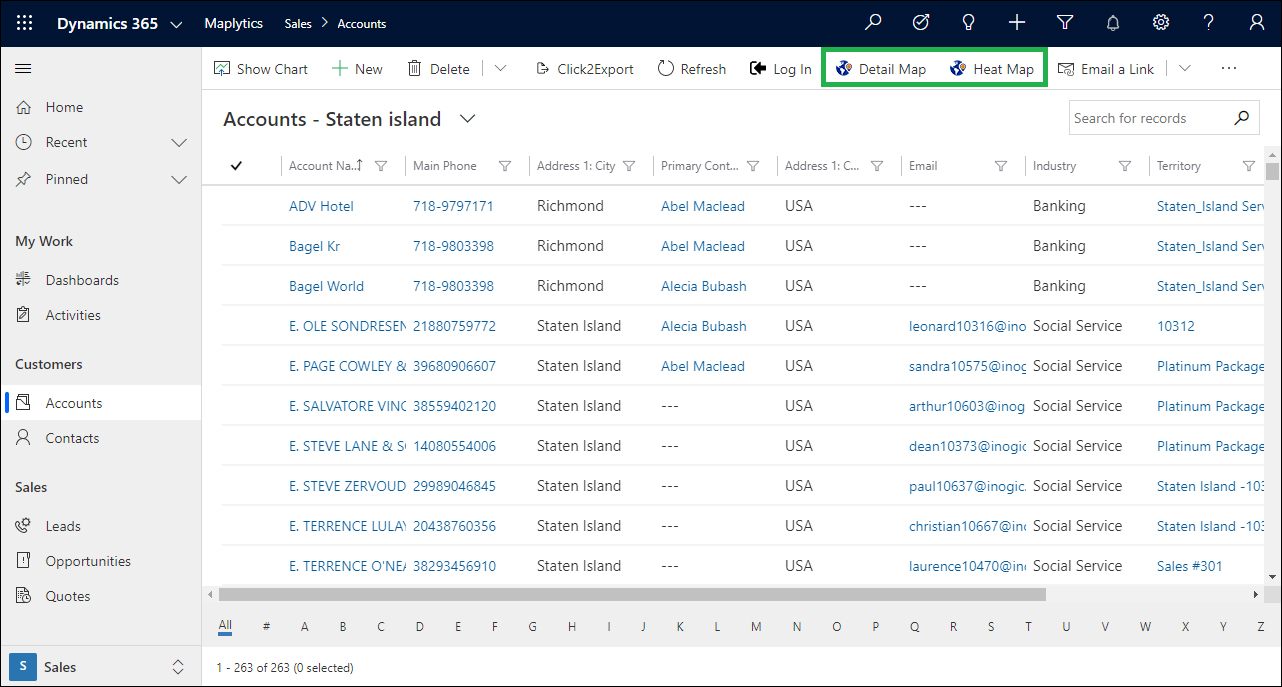 Dynamics 365 Maplytics Sales > Accounts
Show Chart New Delete Click2Export Refresh Log In Detail Map Heat Map Email a Link ...
Home
Recent
Pinned
My Work
Dashboards
Activities
Customers
Accounts
Contacts
Sales
Leads
Opportunities
Quotes
S Sales
Accounts - Staten island
Search for records
Account Na... Main Phone Address 1: City Primary Cont... Address 1: C... Email Industry Territory
ADV Hotel 718-9797171 Richmond Abel Maclead USA --- Banking Staten_Island Serv
Bagel Kr 718-9803398 Richmond Abel Maclead USA --- Banking Staten_Island Serv
Bagel World 718-9803398 Richmond Alecia Bubash USA --- Banking Staten_Island Serv
E. OLE SONDRESEN 21880759772 Staten Island Alecia Bubash USA leonard10316@ino Social Service 10312
E. PAGE COWLEY & 39680906607 Staten Island Abel Maclead USA sandra10575@inog Social Service Platinum Package
E. SALVATORE VINC 38559402120 Staten Island --- USA arthur10603@inog Social Service Platinum Package
E. STEVE LANE & SO 14080554006 Staten Island --- USA dean10373@inogic Social Service Platinum Package
E. STEVE ZERVOUD 29989046845 Staten Island --- USA paul10637@inogic. Social Service Staten Island -103
E. TERRENCE LULAY 20438760356 Staten Island --- USA christian10667@ino Social Service Staten Island -103
E. TERRENCE O'NEA 38293456910 Staten Island --- USA laurence10470@ino Social Service Sales #301
All # A B C D E F G H I J K L M N O P Q R S T U V W X Y Z
1 - 263 of 263 (0 selected)